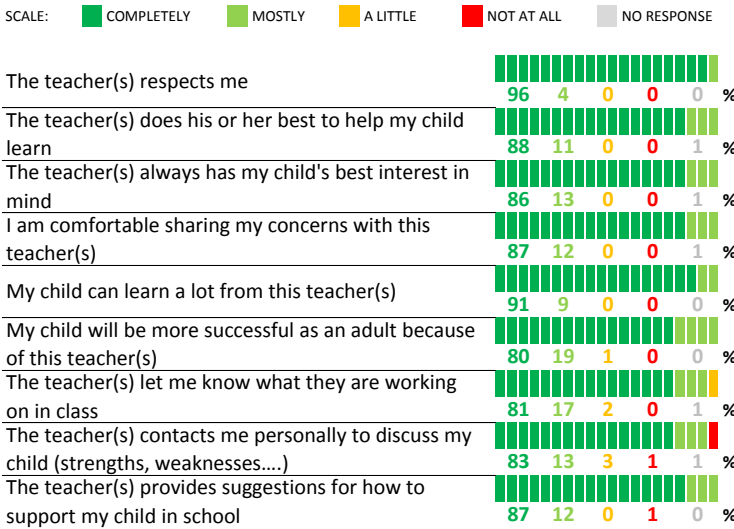 SCALE: COMPLETELY MOSTLY A LITTLE NOT AT ALL NO RESPONSE
The teacher(s) respects me
96 4 0 0 0 %
The teacher(s) does his or her best to help my child
learn
88 11 0 0 1 %
The teacher(s) always has my child's best interest in
mind
86 13 0 0 1 %
I am comfortable sharing my concerns with this
teacher(s)
87 12 0 0 1 %
My child can learn a lot from this teacher(s)
91 9 0 0 0 %
My child will be more successful as an adult because
of this teacher(s)
80 19 1 0 0 %
The teacher(s) let me know what they are working
on in class
81 17 2 0 1 %
The teacher(s) contacts me personally to discuss my
child (strengths, weaknesses....)
83 13 3 1 1 %
The teacher(s) provides suggestions for how to
support my child in school
87 12 0 1 0 %